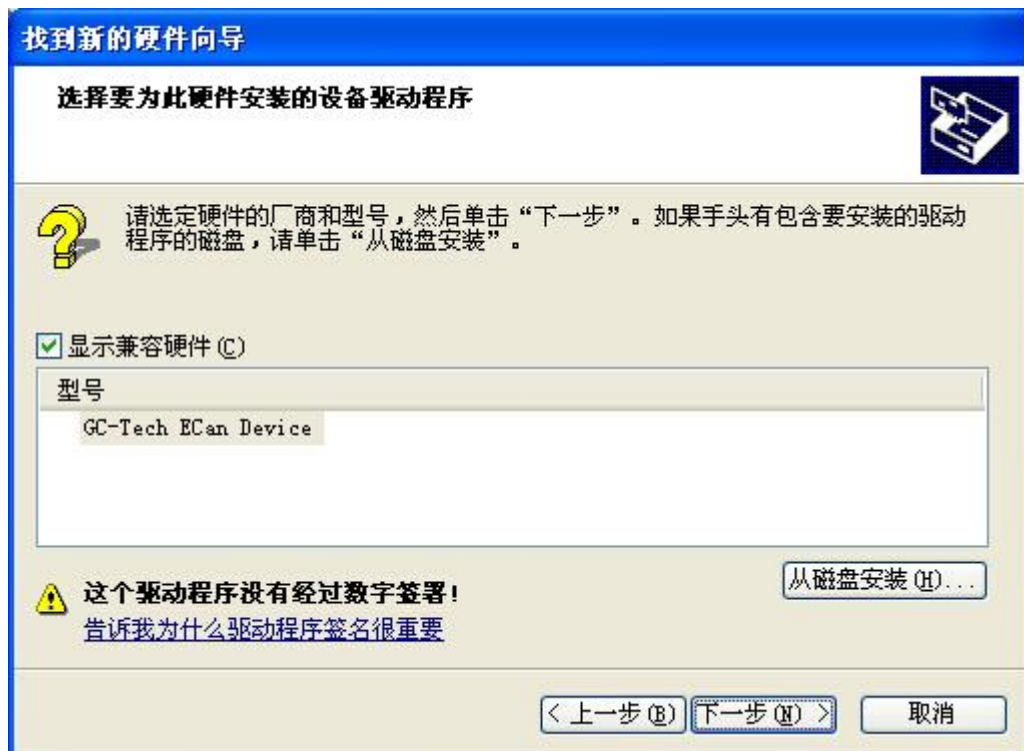 找到新的硬件向导
选择要为此硬件安装的设备驱动程序
请选定硬件的厂商和型号，然后单击“下一步”。如果手头有包含要安装的驱动
程序的磁盘，请单击“从磁盘安装”。
显示兼容硬件(C)
型号
GC-Tech ECan Device
这个驱动程序没有经过数字签署!
从磁盘安装(H)...
告诉我为什么驱动程序签名很重要
< 上一步(B) 下一步(N) > 取消